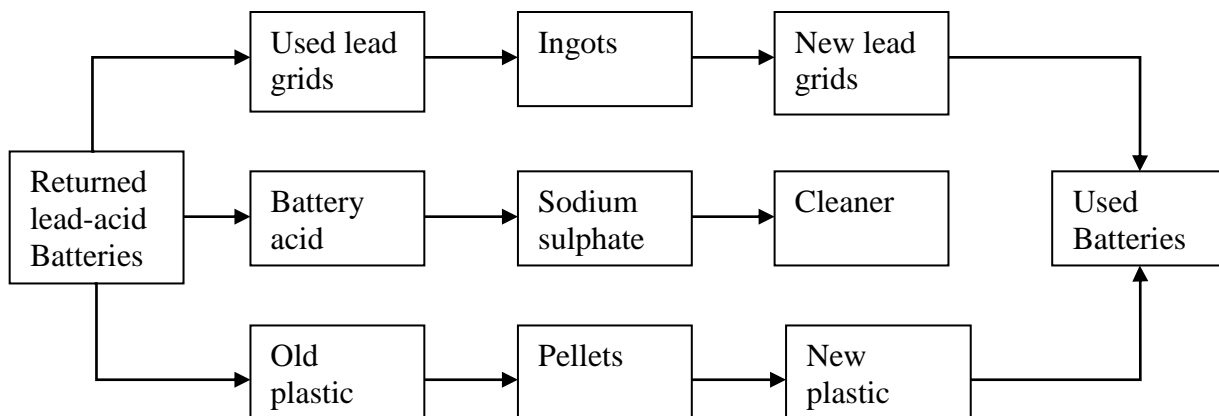 Used lead
grids
Ingots
New lead
grids
Returned
lead-acid
Batteries
Battery
acid
Sodium
sulphate
Cleaner
Used
Batteries
Old
plastic
Pellets
New
plastic